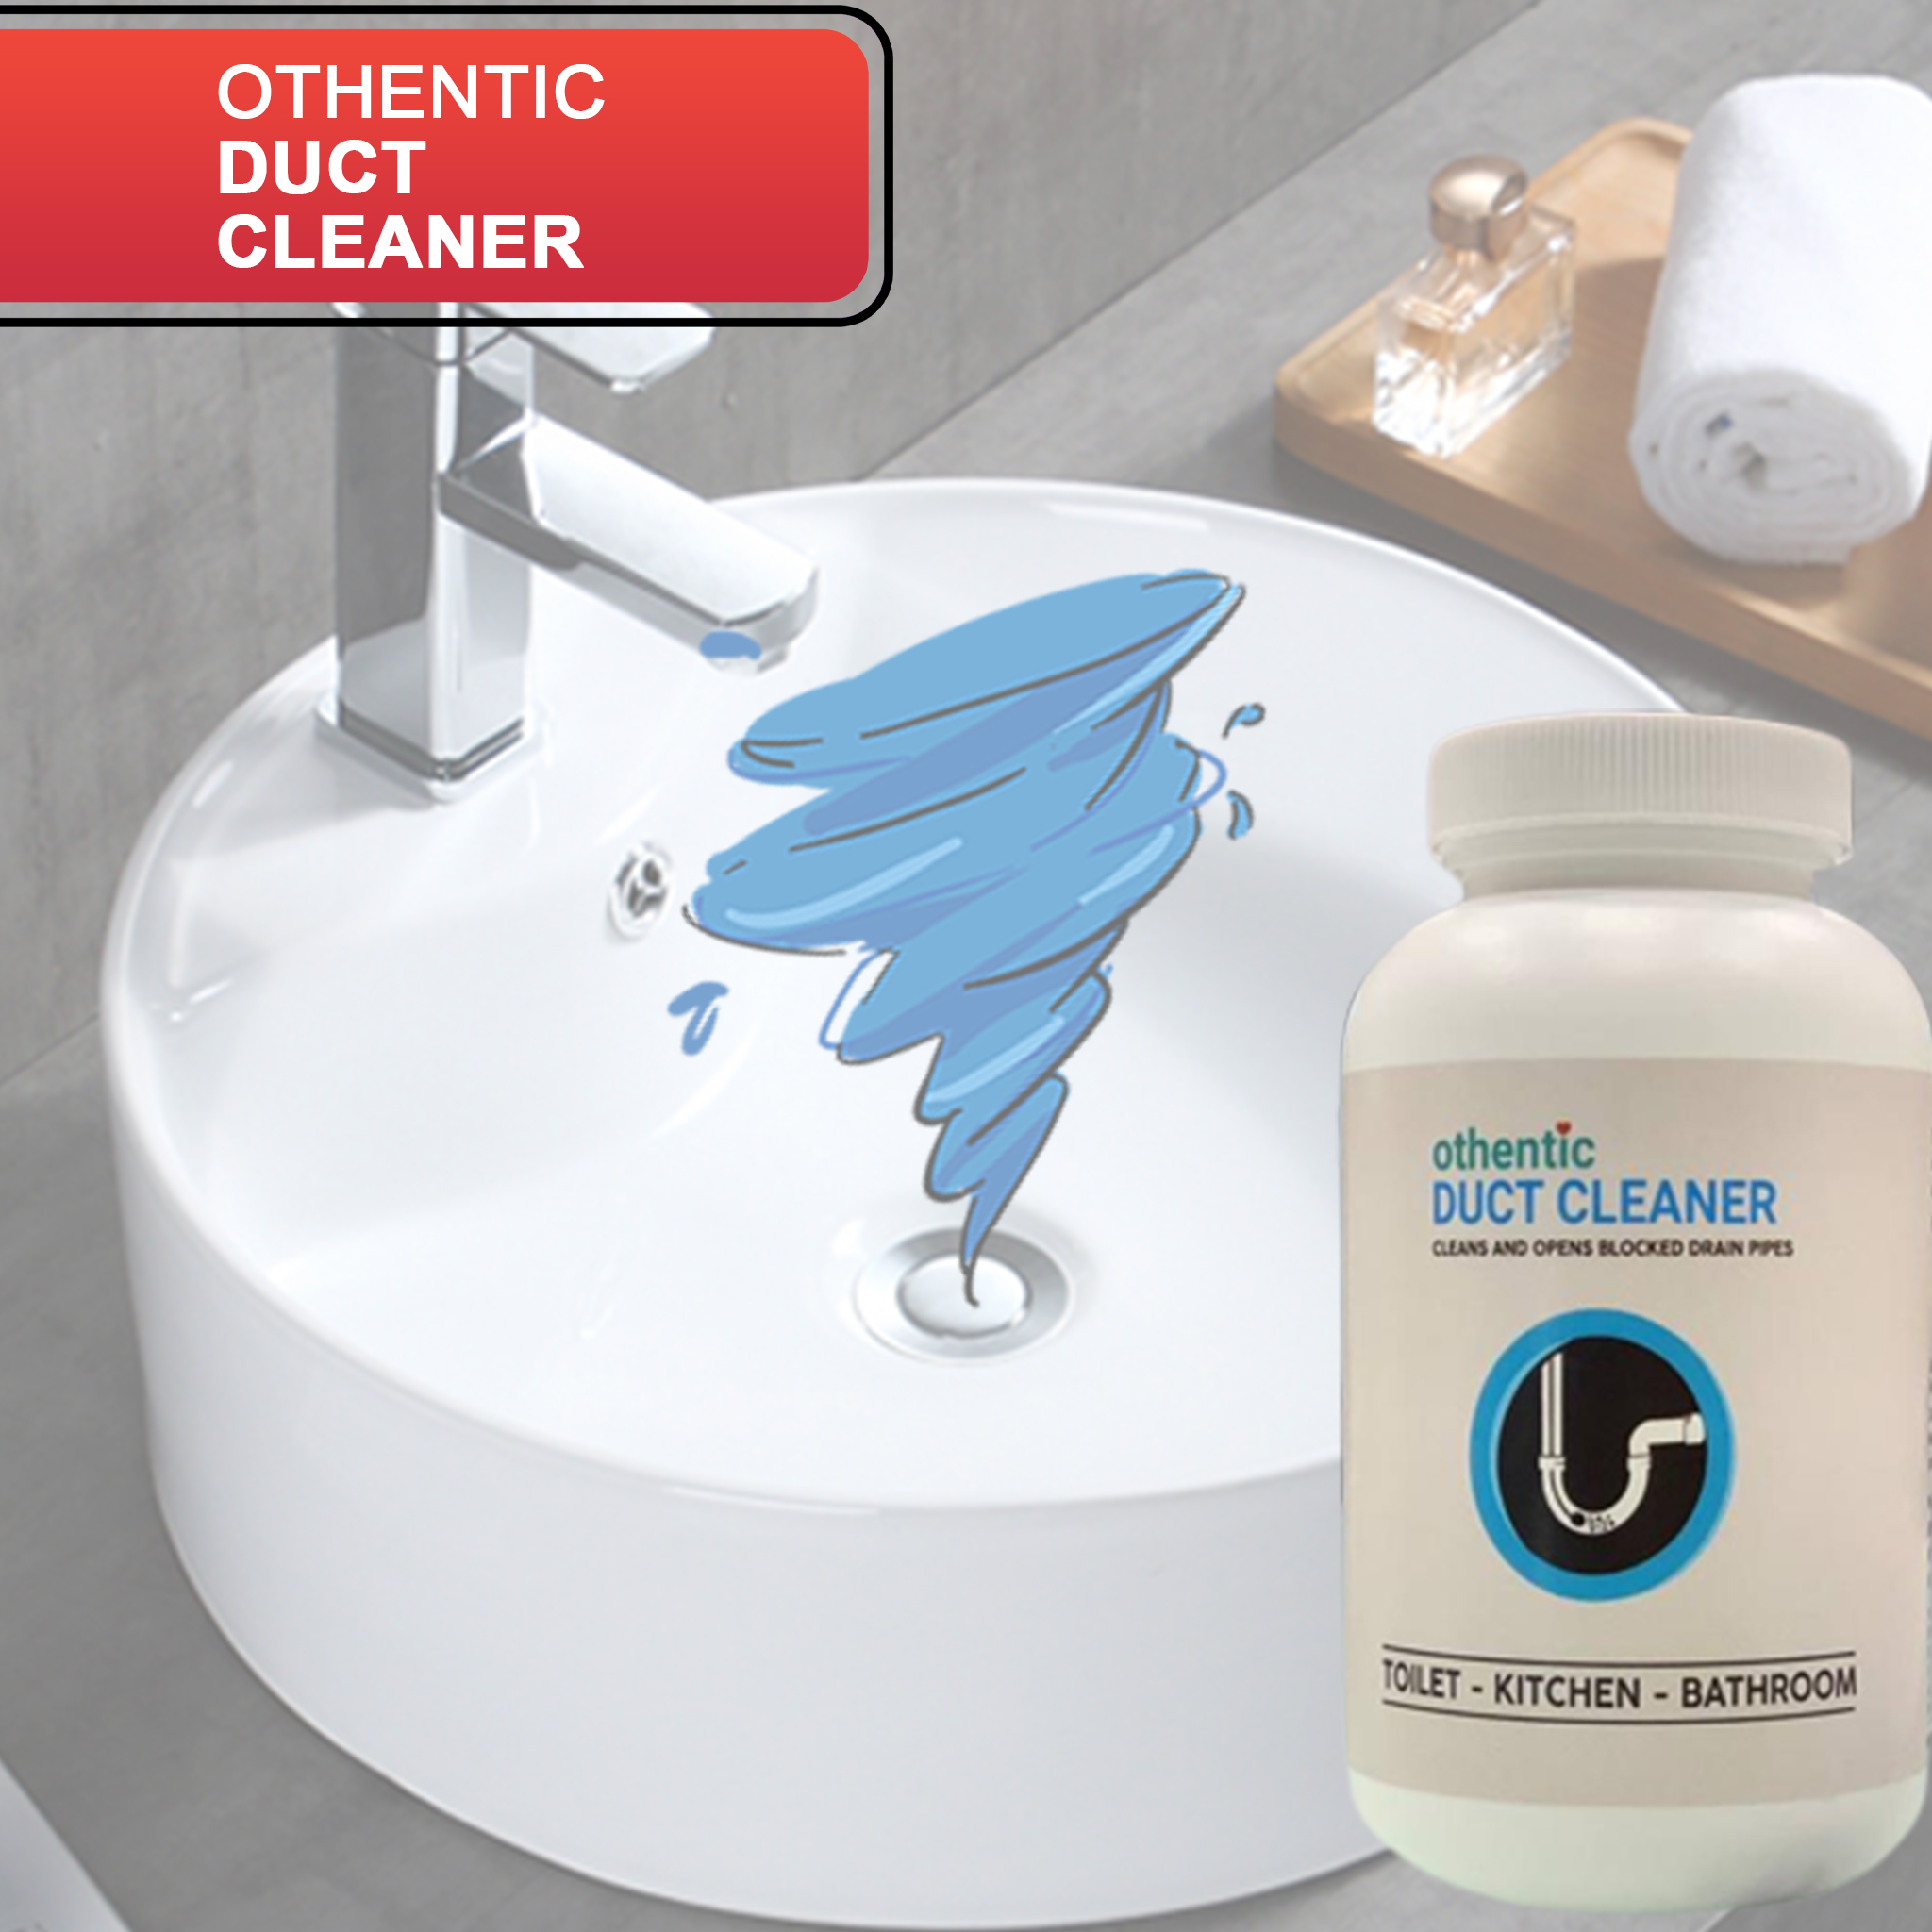 OTHENTIC
DUCT
CLEANER
othentic
DUCT CLEANER
CLEANS AND OPENS BLOCKED DRAIN PIPES
TOILET - KITCHEN - BATHROOM